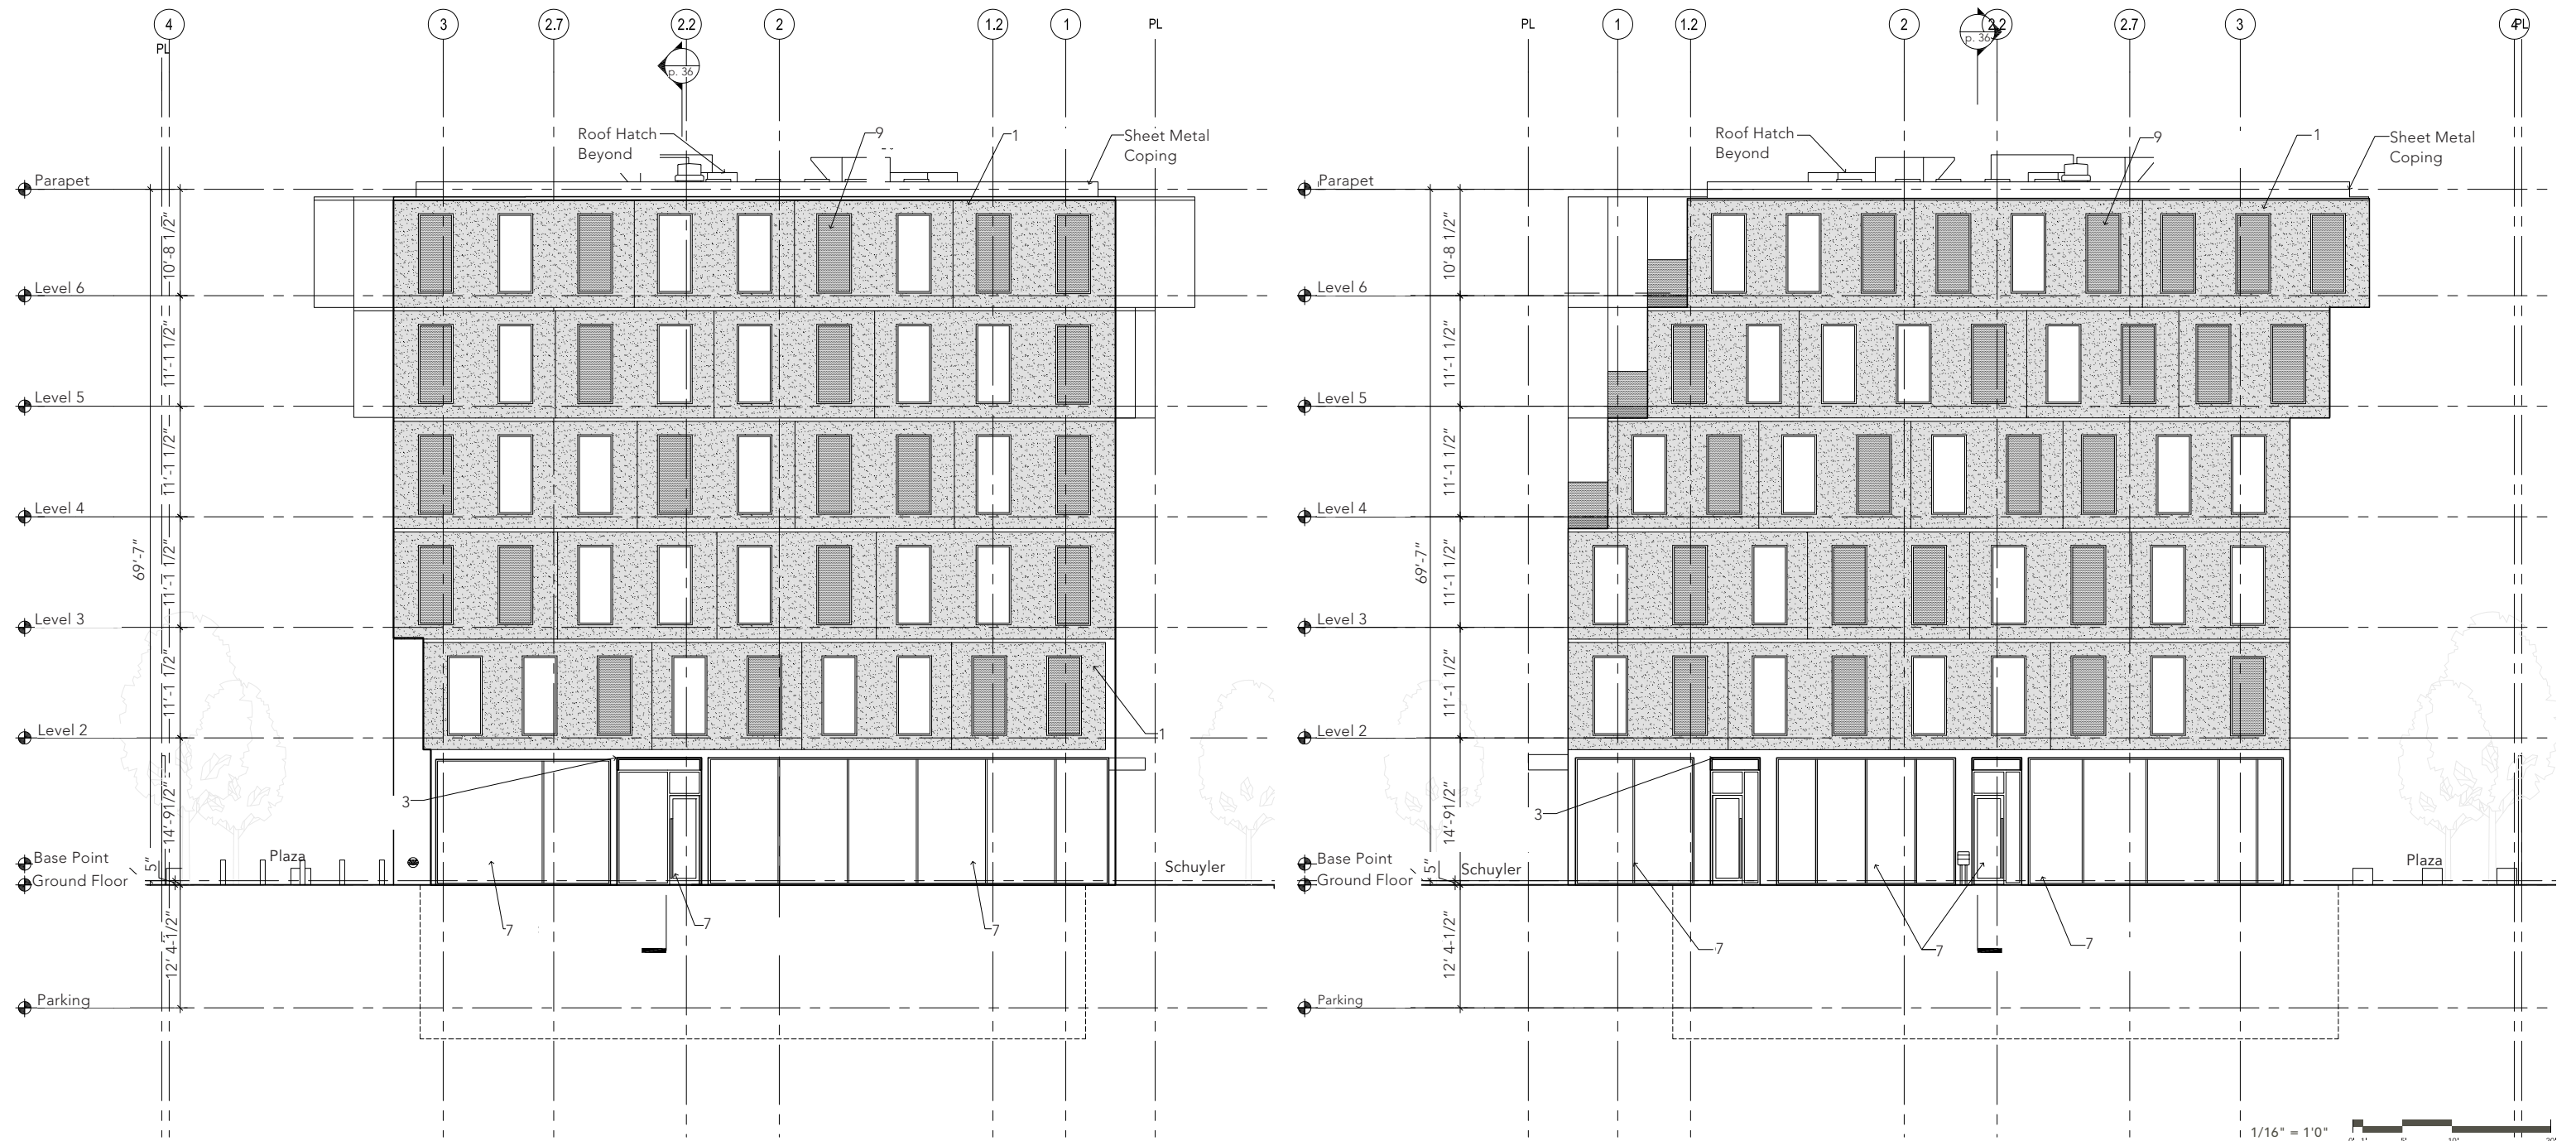 4
3
2.7
2.2
2
1.2
1
PL
PL
p. 36
Roof Hatch
Beyond
9
1
Sheet Metal
Coping
Parapet
10'-8 1/2"
Level 6
11'-1 1/2"
Level 5
11'-1 1/2"
Level 4
11'-1 1/2"
69'-7"
Level 3
11'-1 1/2"
Level 2
1
14'-91/2"
3
Base Point
Plaza
5"
Ground Floor
Schuyler
7
7
7
12' 4-1/2"
Parking
PL
1
1.2
2
2.2
2.7
3
4
PL
p. 36
Roof Hatch
Beyond
9
1
Sheet Metal
Coping
Parapet
10'-8 1/2"
Level 6
11'-1 1/2"
Level 5
11'-1 1/2"
Level 4
11'-1 1/2"
69'-7"
Level 3
11'-1 1/2"
Level 2
14'-91/2"
3
Base Point
Plaza
5"
Ground Floor
Schuyler
7
7
7
12' 4-1/2"
Parking
1/16" = 1'0"